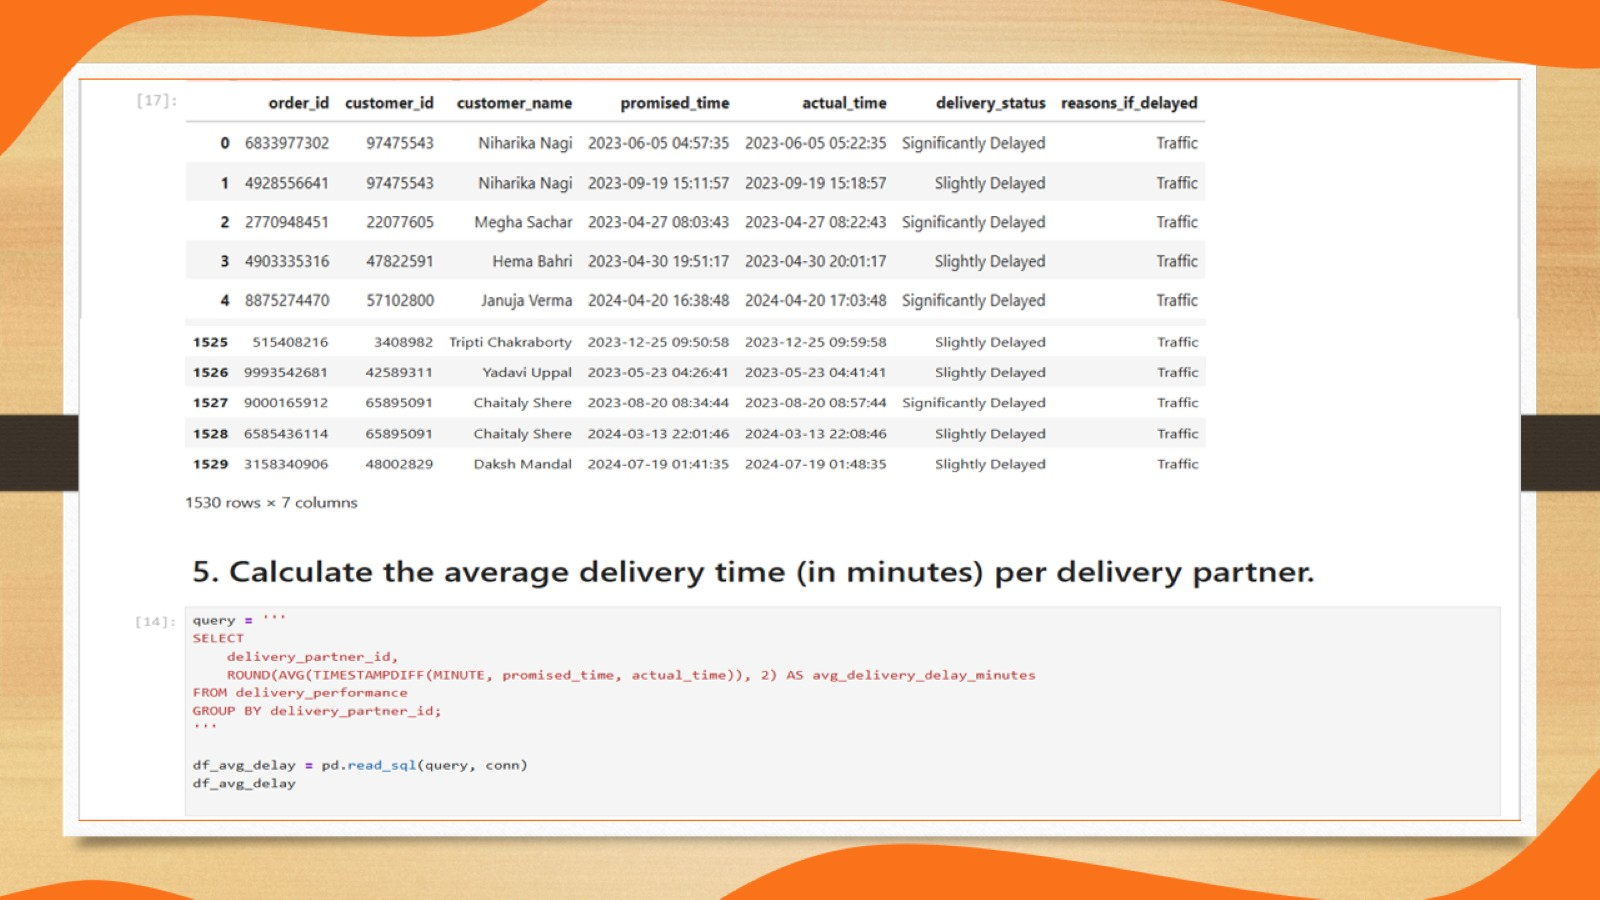 [17]:
order_id customer_id customer_name promised_time actual_time delivery_status reasons_if_delayed
0 6833977302 97475543 Niharika Nagi 2023-06-05 04:57:35 2023-06-05 05:22:35 Significantly Delayed Traffic
1 4928556641 97475543 Niharika Nagi 2023-09-19 15:11:57 2023-09-19 15:18:57 Slightly Delayed Traffic
2 2770948451 22077605 Megha Sachar 2023-04-27 08:03:43 2023-04-27 08:22:43 Significantly Delayed Traffic
3 4903335316 47822591 Hema Bahri 2023-04-30 19:51:17 2023-04-30 20:01:17 Slightly Delayed Traffic
4 8875274470 57102800 Januja Verma 2024-04-20 16:38:48 2024-04-20 17:03:48 Significantly Delayed Traffic
1525 515408216 3408982 Tripti Chakraborty 2023-12-25 09:50:58 2023-12-25 09:59:58 Slightly Delayed Traffic
1526 9993542681 42589311 Yadavi Uppal 2023-05-23 04:26:41 2023-05-23 04:41:41 Slightly Delayed Traffic
1527 9000165912 65895091 Chaitaly Shere 2023-08-20 08:34:44 2023-08-20 08:57:44 Significantly Delayed Traffic
1528 6585436114 65895091 Chaitaly Shere 2024-03-13 22:01:46 2024-03-13 22:08:46 Slightly Delayed Traffic
1529 3158340906 48002829 Daksh Mandal 2024-07-19 01:41:35 2024-07-19 01:48:35 Slightly Delayed Traffic
1530 rows × 7 columns
5. Calculate the average delivery time (in minutes) per delivery partner.
[14]:
query = '''
SELECT
delivery_partner_id,
ROUND(AVG(TIMESTAMPDIFF(MINUTE, promised_time, actual_time)), 2) AS avg_delivery_delay_minutes
FROM delivery_performance
GROUP BY delivery_partner_id;
'''
df_avg_delay = pd.read_sql(query, conn)
df_avg_delay